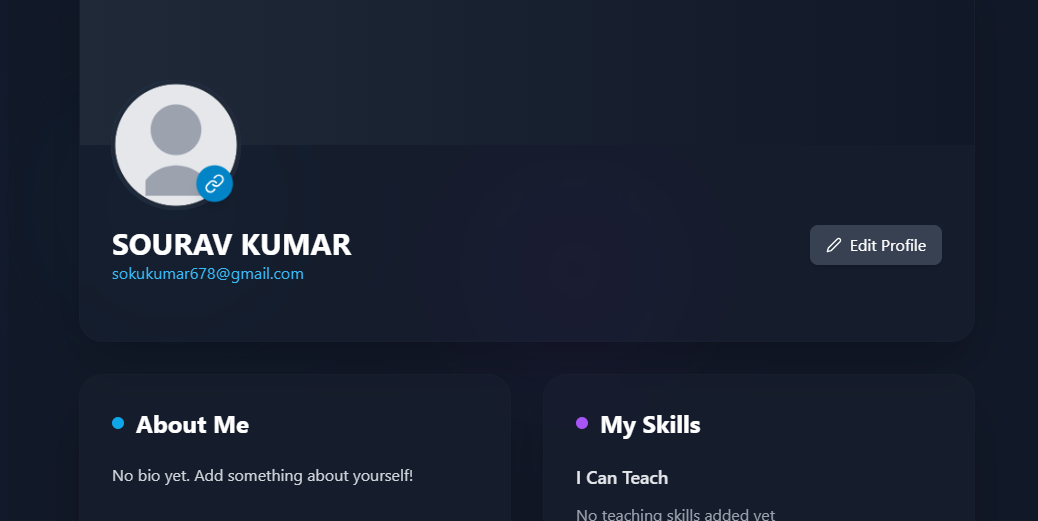 SOURAV KUMAR
sokukumar678@gmail.com
Edit Profile
About Me
No bio yet. Add something about yourself!
My Skills
I Can Teach
No teaching skills added yet